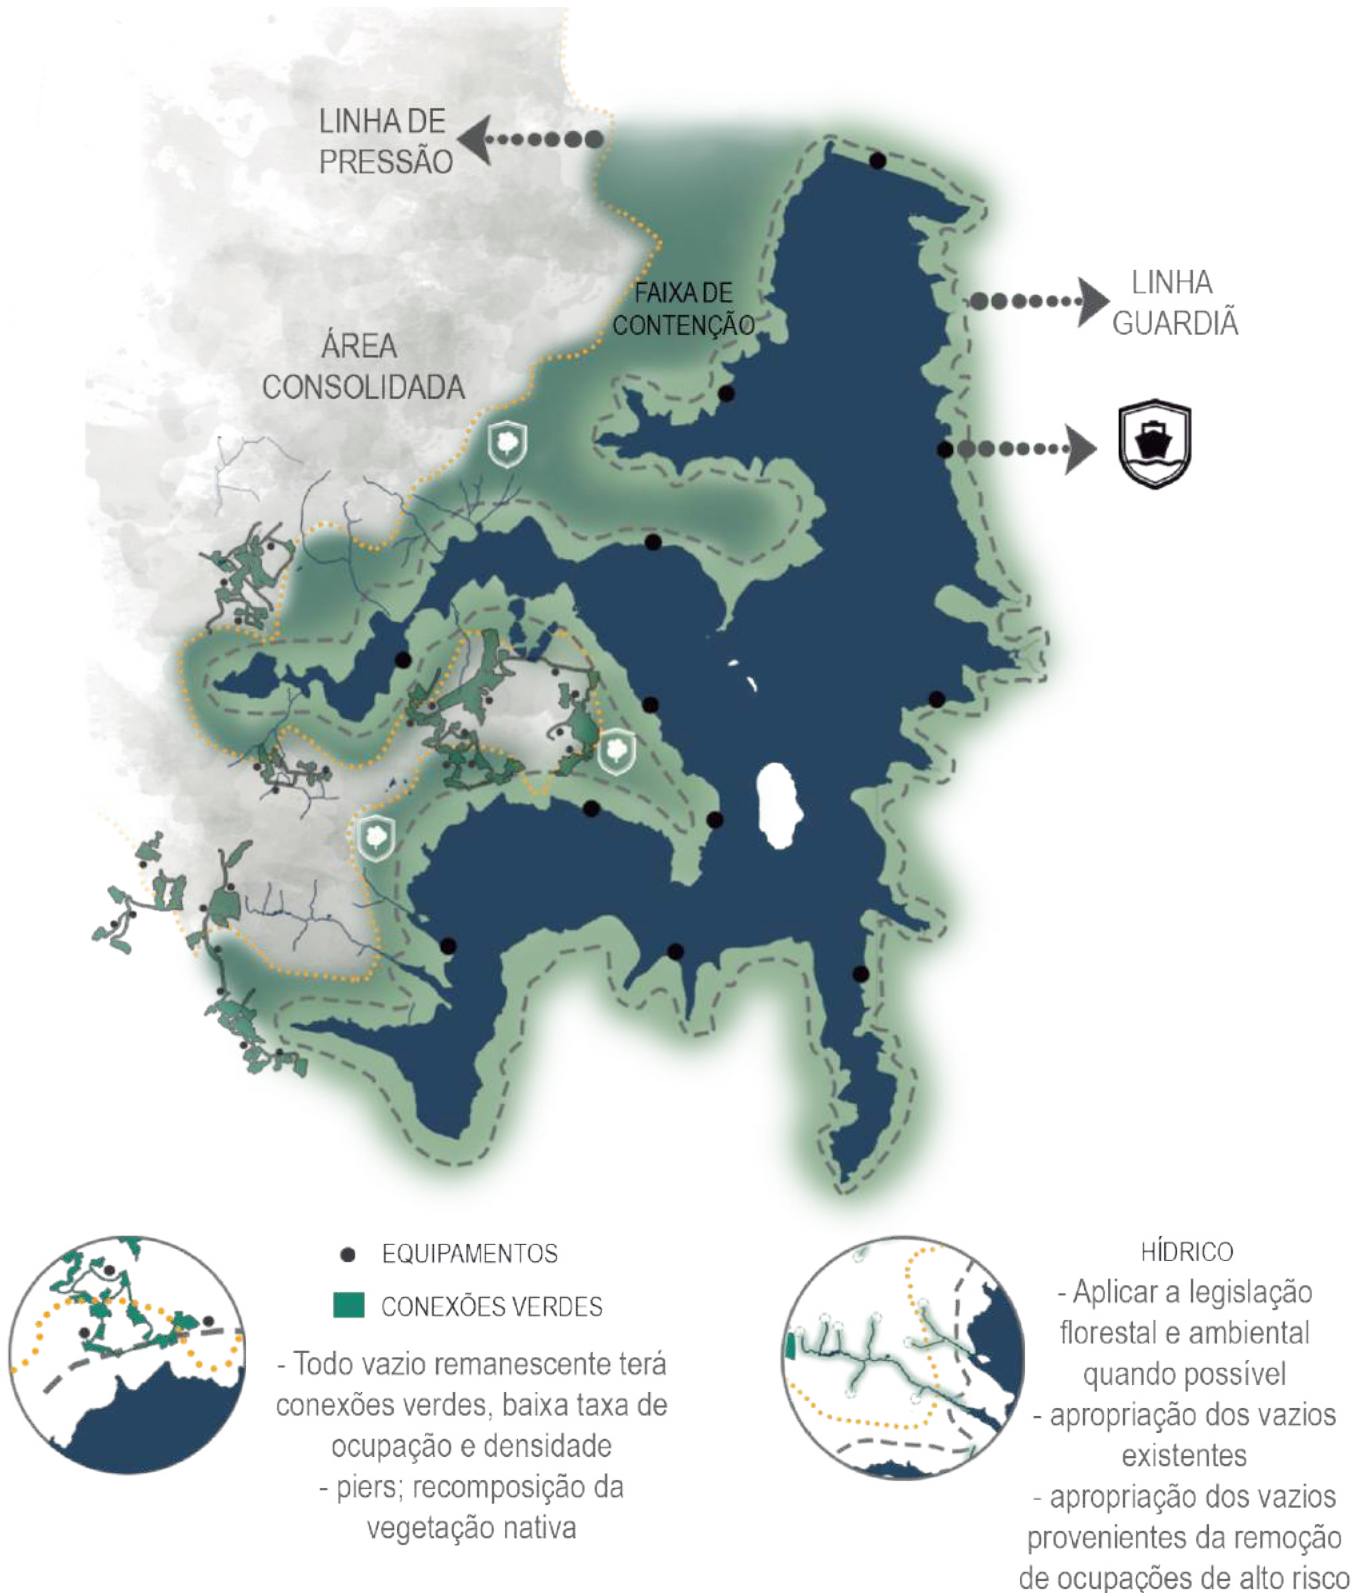 LINHA DE
PRESSÃO
FAIXA DE
CONTENÇÃO
LINHA
GUARDIÃ
ÁREA
CONSOLIDADA
EQUIPAMENTOS
CONEXÕES VERDES
- Todo vazio remanescente terá
conexões verdes, baixa taxa de
ocupação e densidade
- piers; recomposição da
vegetação nativa
HÍDRICO
- Aplicar a legislação
florestal e ambiental
quando possível
- apropriação dos vazios
existentes
- apropriação dos vazios
provenientes da remoção
de ocupações de alto risco